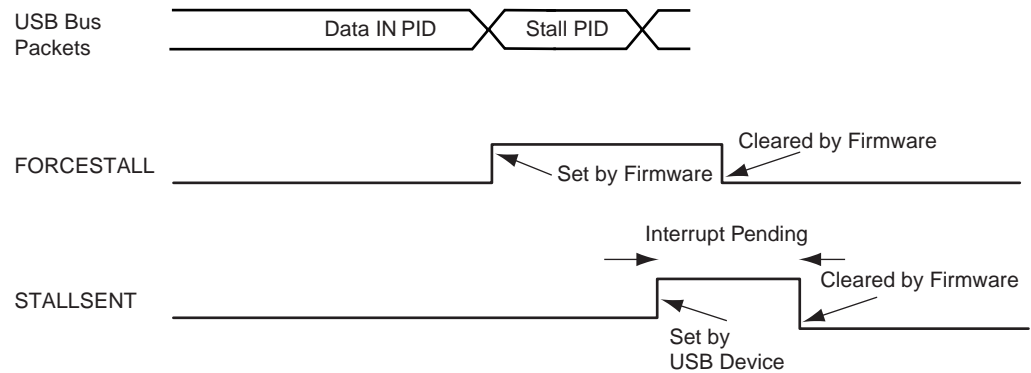 USB Bus
Packets
Data IN PID
Stall PID
Cleared by Firmware
FORCESTALL
Set by Firmware
Interrupt Pending
Cleared by Firmware
STALLSENT
Set by
USB Device